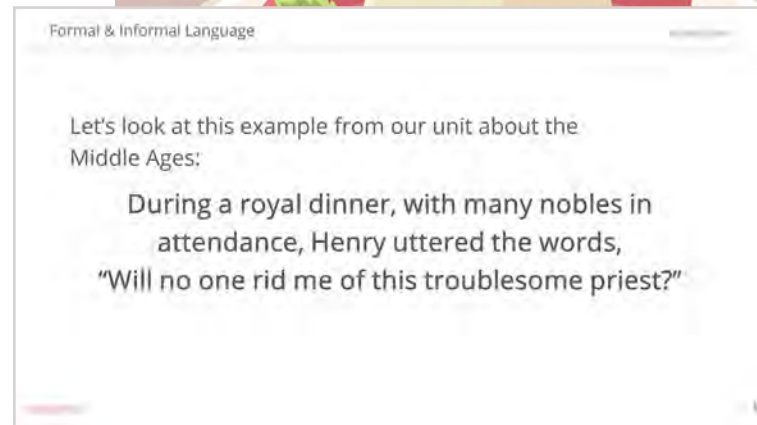 Formal & Informal Language
Let's look at this example from our unit about the
Middle Ages:
During a royal dinner, with many nobles in
attendance, Henry uttered the words,
“Will no one rid me of this troublesome priest?”